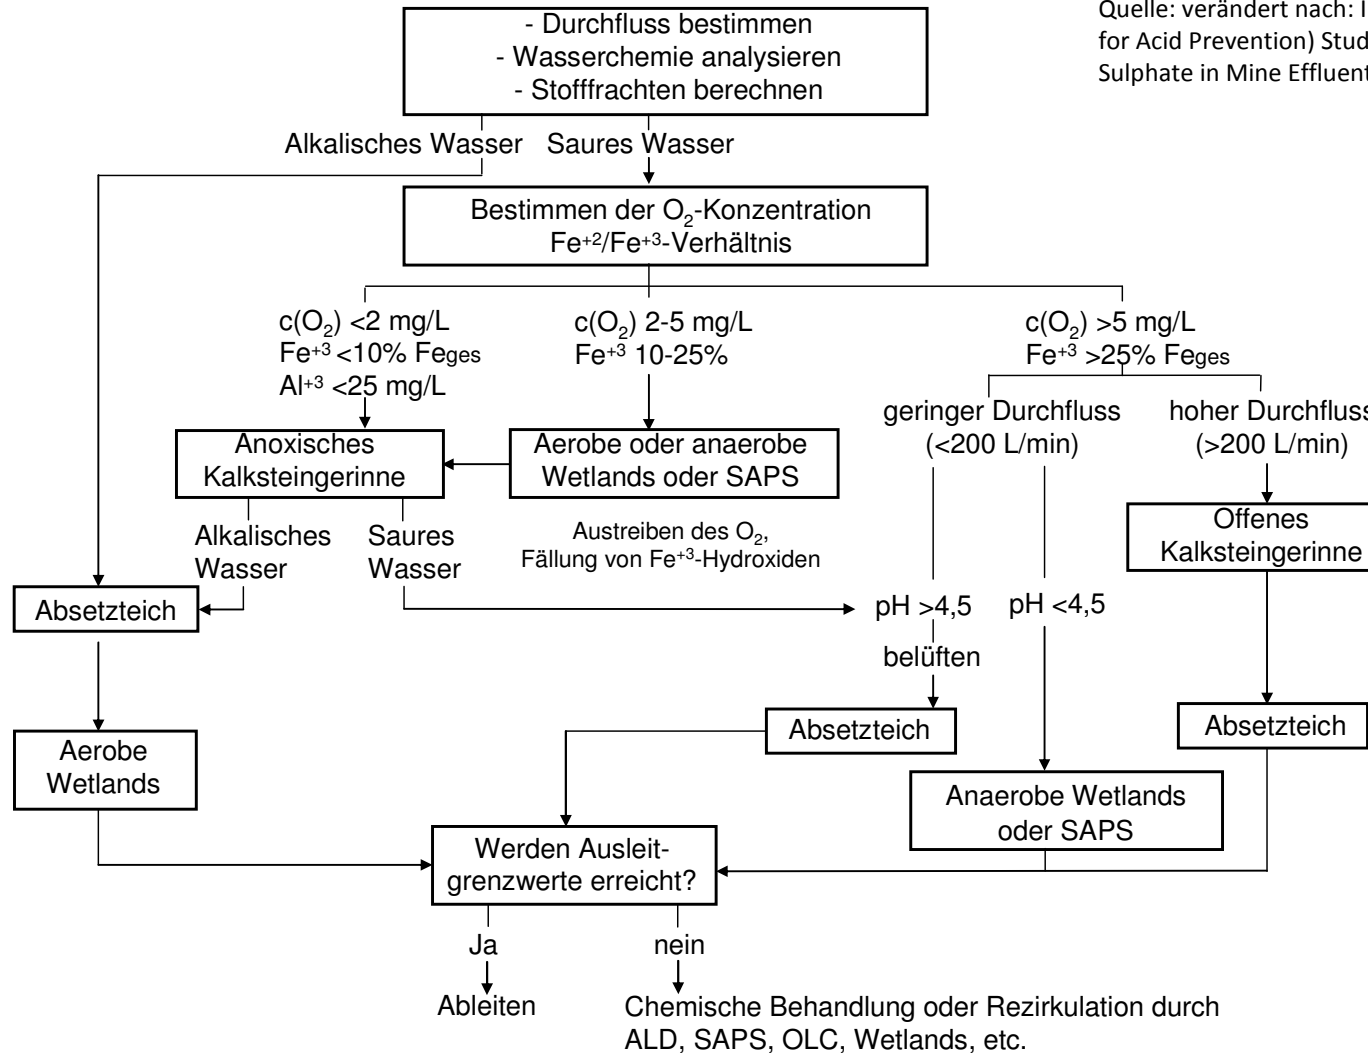 Quelle: verändert nach:
for Acid Prevention)
Sulphate in Mine
- Durchfluss bestimmen
- Wasserchemie analysieren
- Stofffrachten berechnen
Alkalisches Wasser
Saures Wasser
Bestimmen der O₂-Konzentration
Fe⁺²/Fe⁺³-Verhältnis
c(O₂) <2 mg/L
Fe⁺³ <10% Feges
Al⁺³ <25 mg/L
c(O₂) 2-5 mg/L
Fe⁺³ 10-25%
c(O₂) >5 mg/L
Fe⁺³ >25% Feges
geringer Durchfluss
(<200 L/min)
hoher Durchfluss
(>200 L/min)
Anoxisches
Kalksteingerinne
Aerobe oder anaerobe
Wetlands oder SAPS
Offenes
Kalksteingerinne
Alkalisches
Wasser
Saures
Wasser
Austreiben des O₂,
Fällung von Fe⁺³-Hydroxiden
Absetzteich
pH >4,5
pH <4,5
belüften
Absetzteich
Absetzteich
Aerobe
Wetlands
Anaerobe Wetlands
oder SAPS
Werden Ausleit-
grenzwerte erreicht?
Ja
nein
Ableiten
Chemische Behandlung oder Rezirkulation durch
ALD, SAPS, OLC, Wetlands, etc.